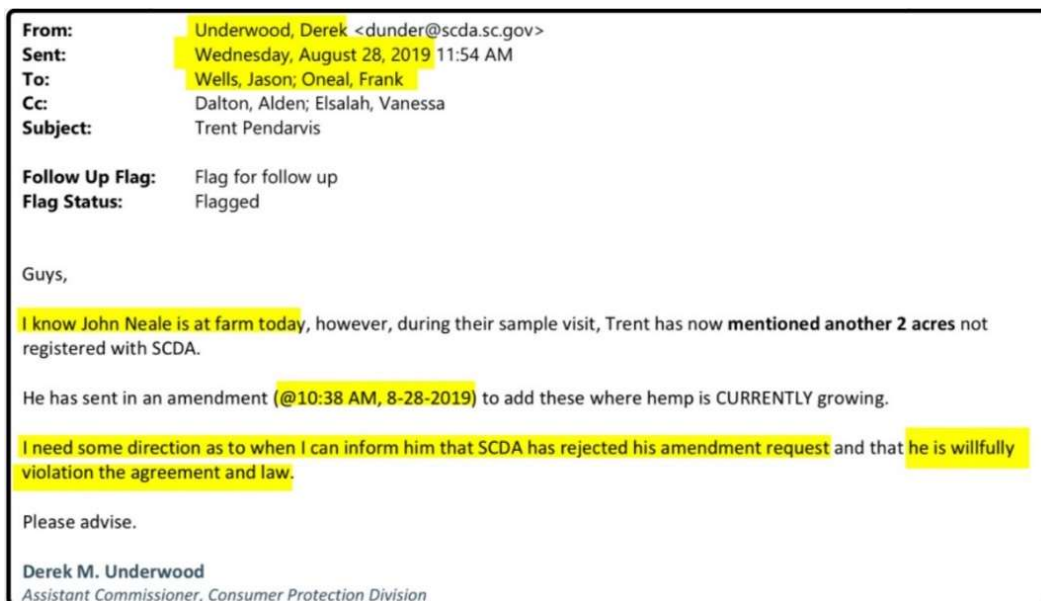 From: Underwood, Derek <dunder@scda.sc.gov>
Sent: Wednesday, August 28, 2019 11:54 AM
To: Wells, Jason; Oneal, Frank
Cc: Dalton, Alden; Elsalah, Vanessa
Subject: Trent Pendarvis
Follow Up Flag: Flag for follow up
Flag Status: Flagged
Guys,
I know John Neale is at farm today, however, during their sample visit, Trent has now mentioned another 2 acres not
registered with SCDA.
He has sent in an amendment (@10:38 AM, 8-28-2019) to add these where hemp is CURRENTLY growing.
I need some direction as to when I can inform him that SCDA has rejected his amendment request and that he is willfully
violation the agreement and law.
Please advise.
Derek M. Underwood
Assistant Commissioner, Consumer Protection Division